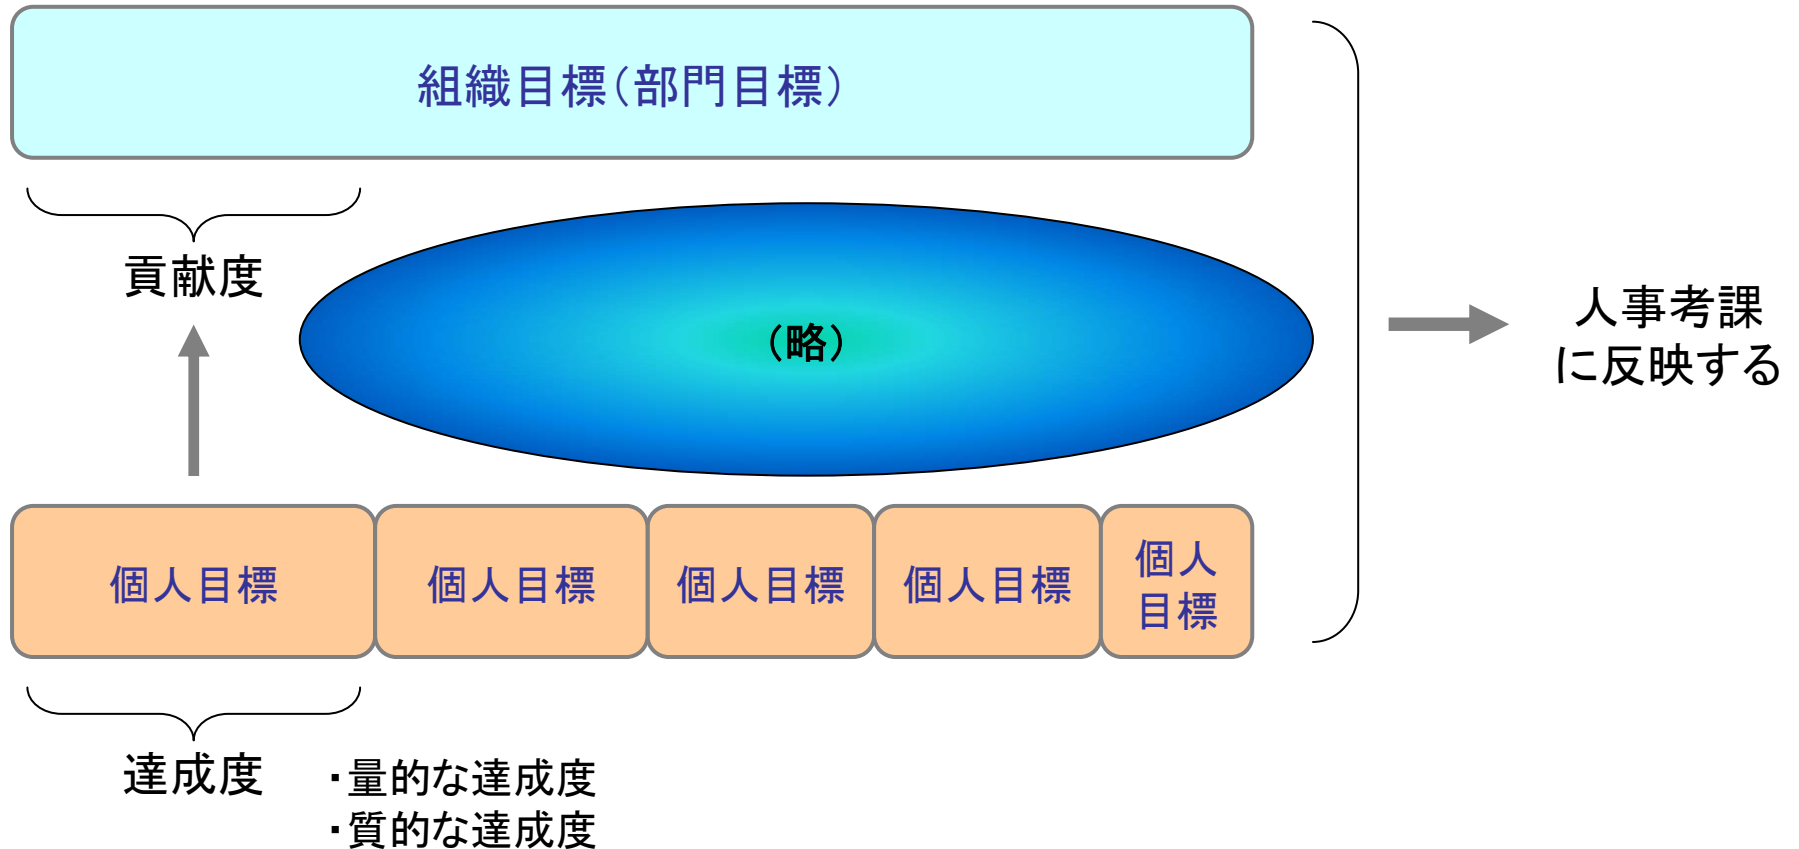 組織目標（部門目標）
貢献度
（略）
人事考課
に反映する
個人目標
個人目標
個人目標
個人目標
個人
目標
達成度
・量的な達成度
・質的な達成度